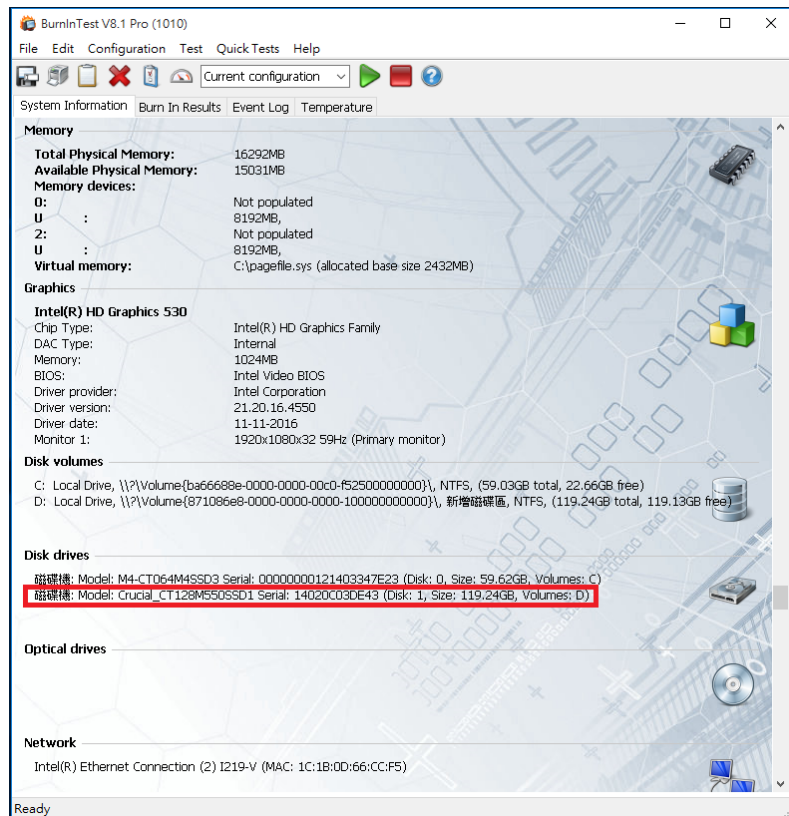 BurnInTest V8.1 Pro (1010)
File Edit Configuration Test Quick Tests Help
Current configuration
System Information Burn In Results Event Log Temperature
Memory
Total Physical Memory: 16292MB
Available Physical Memory: 15031MB
Memory devices:
0: Not populated
U : 8192MB,
2: Not populated
U : 8192MB,
Virtual memory: C:\pagefile.sys (allocated base size 2432MB)
Graphics
Intel(R) HD Graphics 530
Chip Type: Intel(R) HD Graphics Family
DAC Type: Internal
Memory: 1024MB
BIOS: Intel Video BIOS
Driver provider: Intel Corporation
Driver version: 21.20.16.4550
Driver date: 11-11-2016
Monitor 1: 1920x1080x32 59Hz (Primary monitor)
Disk volumes
C: Local Drive, \\?\Volume{ba66688e-0000-0000-00c0-f52500000000}\, NTFS, (59.03GB total, 22.66GB free)
D: Local Drive, \\?\Volume{871086e8-0000-0000-0000-100000000000}\, 新增磁碟區, NTFS, (119.24GB total, 119.13GB free)
Disk drives
磁碟機: Model: M4-CT064M4SSD3 Serial: 00000000121403347E23 (Disk: 0, Size: 59.62GB, Volumes: C)
磁碟機: Model: Crucial_CT128M550SSD1 Serial: 14020C03DE43 (Disk: 1, Size: 119.24GB, Volumes: D)
Optical drives
Network
Intel(R) Ethernet Connection (2) I219-V (MAC: 1C:1B:0D:66:CC:F5)
Ready